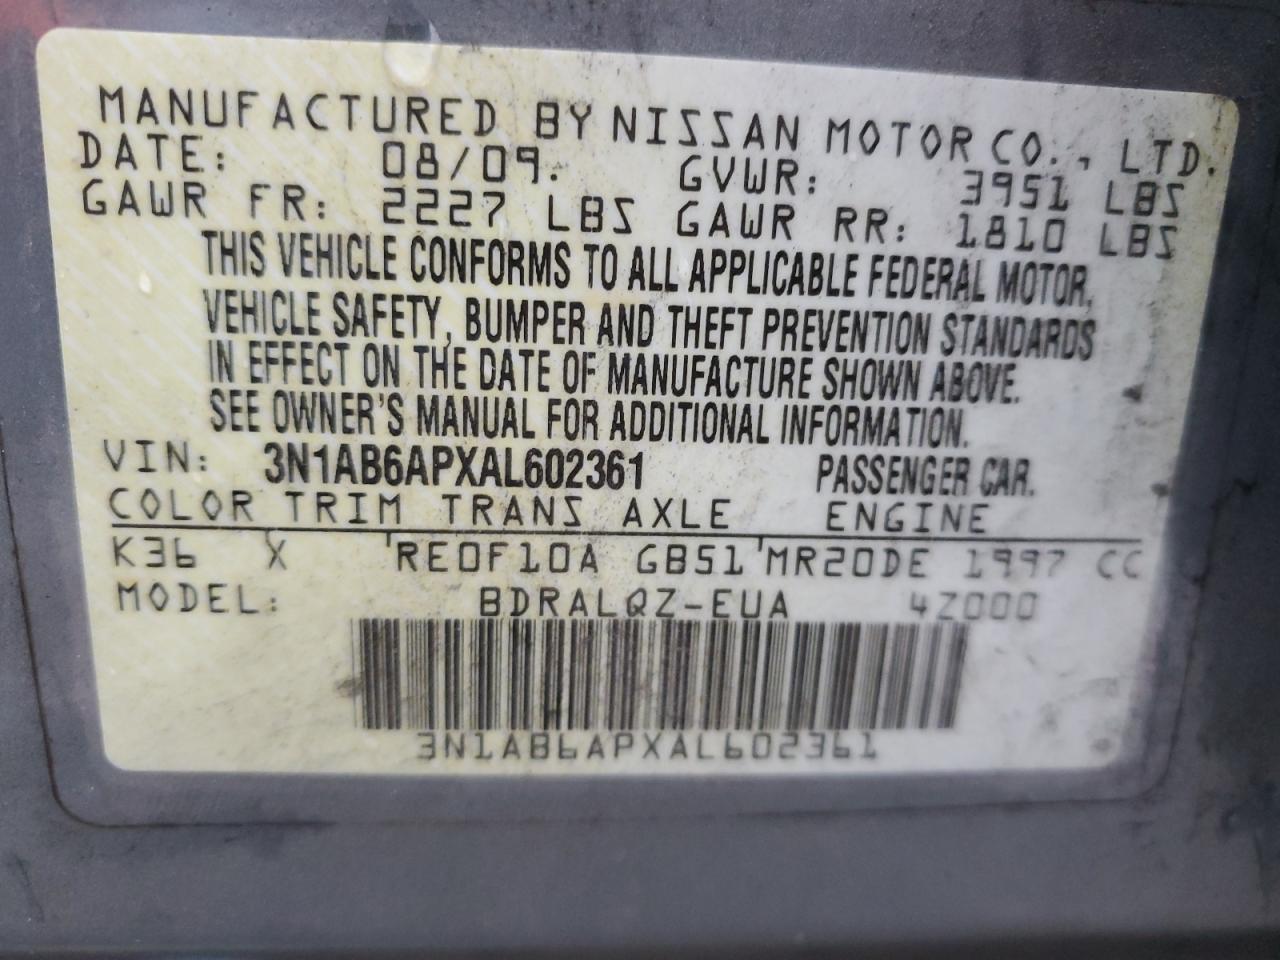 MANUFACTURED BY NISSAN MOTOR CO., LTD.
DATE: 08/09. GVWR: 3951 LBS
GAWR FR: 2227 LBS GAWR RR: 1810 LBS
THIS VEHICLE CONFORMS TO ALL APPLICABLE FEDERAL MOTOR
VEHICLE SAFETY, BUMPER AND THEFT PREVENTION STANDARDS
IN EFFECT ON THE DATE OF MANUFACTURE SHOWN ABOVE.
SEE OWNER'S MANUAL FOR ADDITIONAL INFORMATION.
VIN: 3N1AB6APXAL602361 PASSENGER CAR.
COLOR TRIM TRANS AXLE ENGINE
K36 X RE0F10A GB51 MR20DE 1997 CC
MODEL: BDRALQZ-EUA 4Z000
3N1AB6APXAL602361